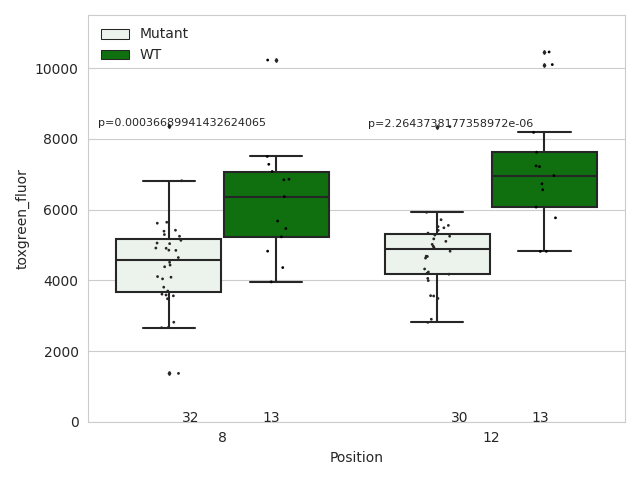 Mutant
WT
p=0.00036689941432624065
p=2.2643738177358972e-06
toxgreen_fluor
10000
8000
6000
4000
2000
0
32
13
30
13
8
12
Position